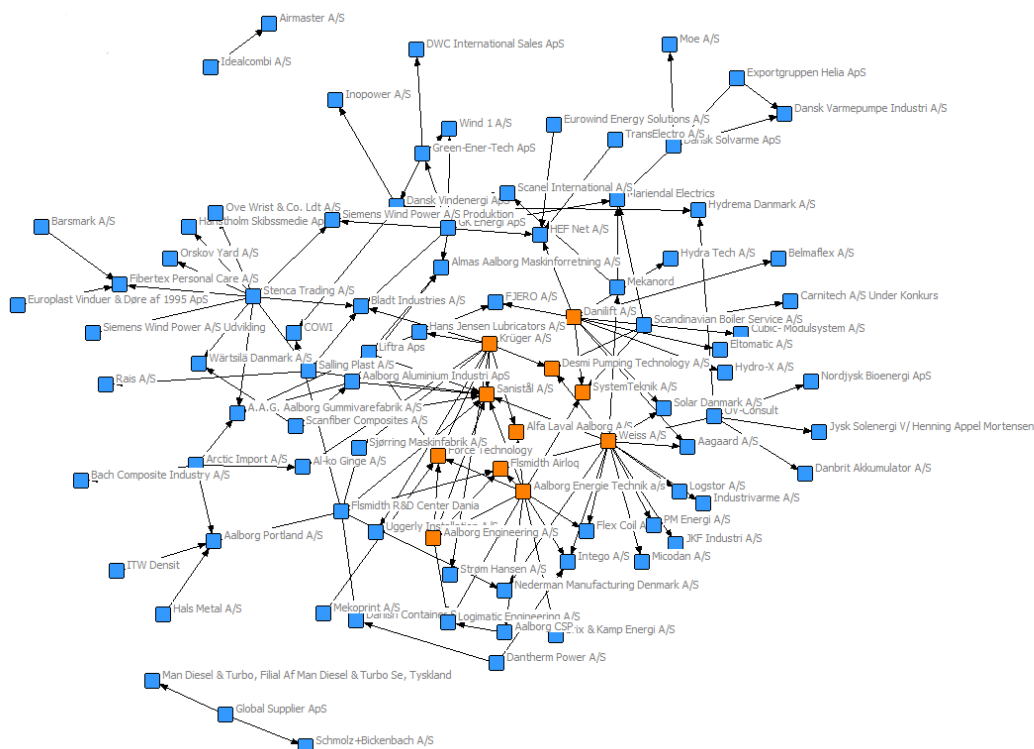 Airmaster A/S
Idealcombi A/S
DWC International Sales ApS
Moe A/S
Exportgruppen Helia ApS
Inopower A/S
Dansk Varmepumpe Industri A/S
Wind 1 A/S
Eurowind Energy Solutions A/S
TransElectro A/S
Green-Ener-Tech ApS
Dansk Solvarme ApS
Scanel International A/S
Mariendal Electrics
Dansk Vindenergi ApS
Hydrema Danmark A/S
Ove Wrist & Co. Ldt A/S
Siemens Wind Power A/S Produktion
Hanstholm Skibssmedie
Barsmark A/S
GK Energi ApS
HEF Net A/S
Orskov Yard A/S
Almas Aalborg Maskinforretning A/S
Hydra Tech A/S
Belmaflex A/S
Fibertex Personal Care A/S
Mekanord
Stenca Trading A/S
Europlast Vinduer & Døre af 1995 ApS
Bladt Industries A/S
FJERO A/S
Carnitech A/S Under Konkurs
Danilift A/S
Scandinavian Boiler Service A/S
Siemens Wind Power A/S Udvikling
COWI
Hans Jensen Lubricators A/S
Cubic- Modulsystem A/S
Krüger A/S
Eltomatic A/S
Liftra Aps
Wärtsilä Danmark A/S
Salling Plast A/S
Desmi Pumping Technology A/S
Hydro-X A/S
Rais A/S
Aalborg Aluminium Industri ApS
Nordjysk Bioenergi ApS
Sanistål A/S
SystemTeknik A/S
Solar Danmark A/S
A.A.G. Aalborg Gummivarefabrik A/S
OV-Consult
Scanfiber Composites A/S
Alfa Laval Aalborg A/S
Jysk Solenergi V/ Henning Appel Mortensen
Weiss A/S
Aagaard A/S
Sjørring Maskinfabrik A/S
Force Technology
Arctic Import A/S
Al-ko Ginge A/S
Flsmidth Airloq
Danbrit Akkumulator A/S
Bach Composite Industry A/S
Aalborg Energie Technik a/s
Logstor A/S
Industrivarme A/S
Flsmidth R&D Center Dania
PM Energi A/S
Uggerly Installation A/S
Flex Coil A/S
Aalborg Engineering A/S
Aalborg Portland A/S
JKF Industri A/S
Intego A/S
Micodan A/S
ITW Densit
Strøm Hansen A/S
Nederman Manufacturing Denmark A/S
Hals Metal A/S
Mekoprint A/S
Danish Container
Logimatic Engineering A/S
Aalborg CSP
& Kamp Energi A/S
Dantherm Power A/S
Man Diesel & Turbo, Filial Af Man Diesel & Turbo Se, Tyskland
Global Supplier ApS
Schmolz+Bickenbach A/S